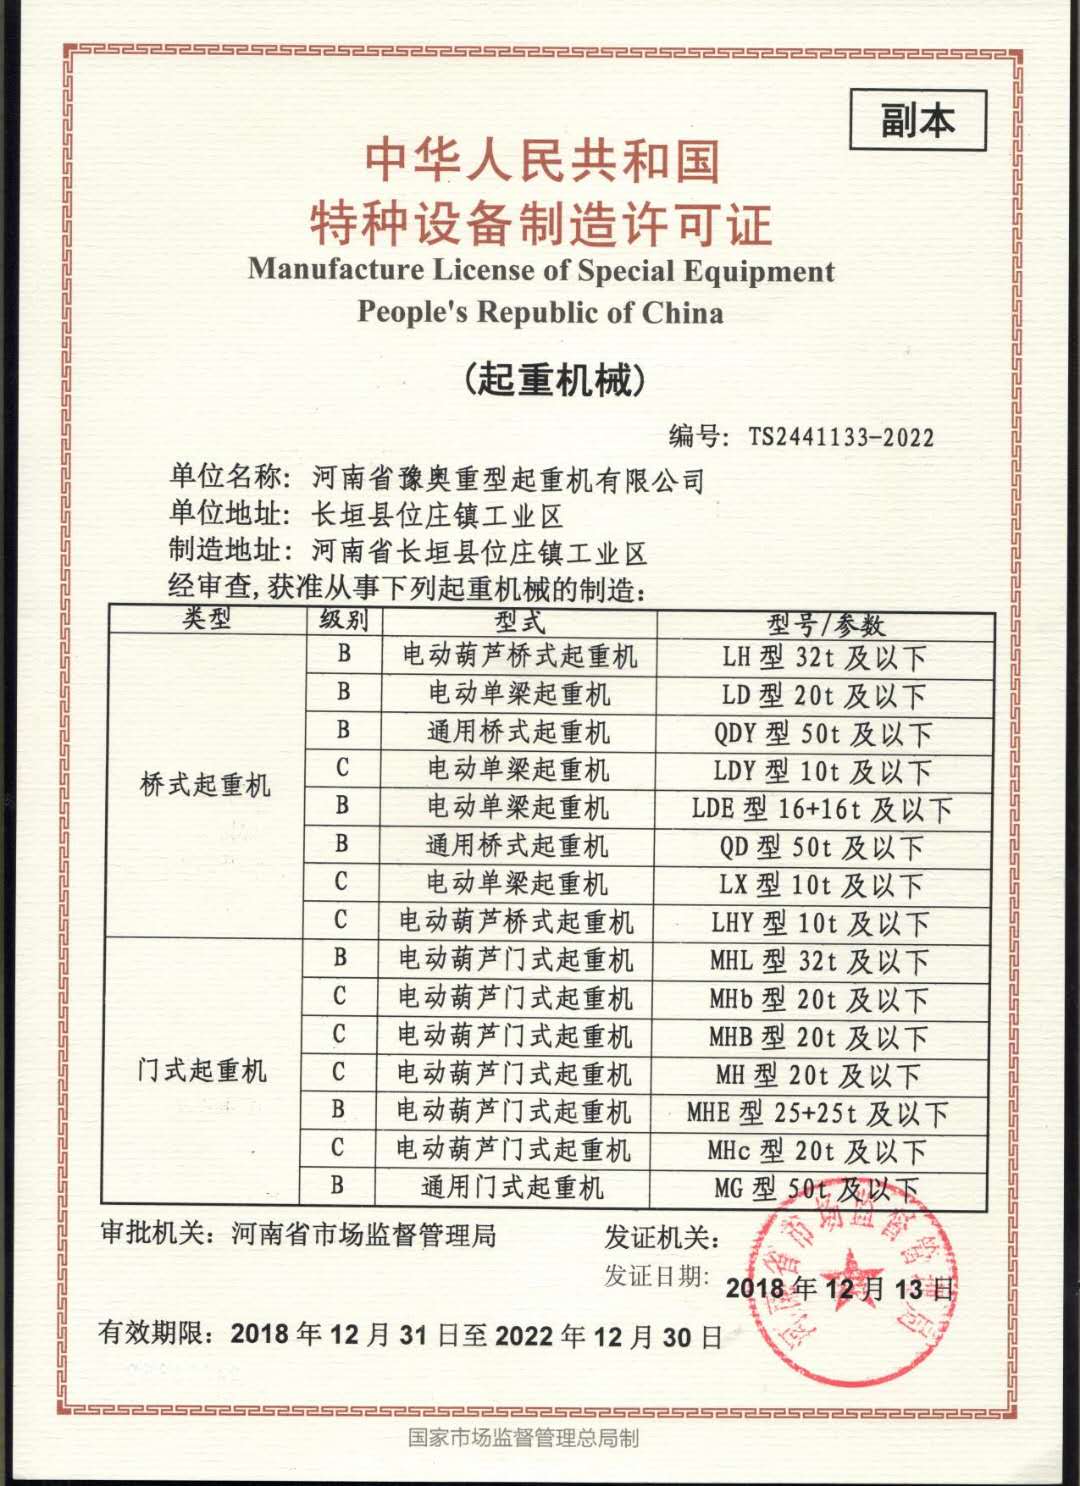 副本
中华人民共和国
特种设备制造许可证
Manufacture License of Special Equipment
People's Republic of China
(起重机械)
编号: TS2441133-2022
单位名称: 河南省豫奥重型起重机有限公司
单位地址: 长垣县位庄镇工业区
制造地址: 河南省长垣县位庄镇工业区
经审查,获准从事下列起重机械的制造:
类型 级别 型式 型号/参数
桥式起重机
B 电动葫芦桥式起重机 LH 型 32t 及以下
B 电动单梁起重机 LD 型 20t 及以下
B 通用桥式起重机 QDY 型 50t 及以下
C 电动单梁起重机 LDY 型 10t 及以下
B 电动单梁起重机 LDE 型 16+16t 及以下
B 通用桥式起重机 QD 型 50t 及以下
C 电动单梁起重机 LX 型 10t 及以下
C 电动葫芦桥式起重机 LHY 型 10t 及以下
门式起重机
B 电动葫芦门式起重机 MHL 型 32t 及以下
C 电动葫芦门式起重机 MHb 型 20t 及以下
C 电动葫芦门式起重机 MHB 型 20t 及以下
C 电动葫芦门式起重机 MH 型 20t 及以下
B 电动葫芦门式起重机 MHE 型 25+25t 及以下
C 电动葫芦门式起重机 MHc 型 20t 及以下
B 通用门式起重机 MG 型 50t 及以下
审批机关: 河南省市场监督管理局 发证机关:
发证日期: 2018 年 12 月 13 日
河南省市场监督管理局
有效期限: 2018 年 12 月 31 日至 2022 年 12 月 30 日
国家市场监督管理总局制